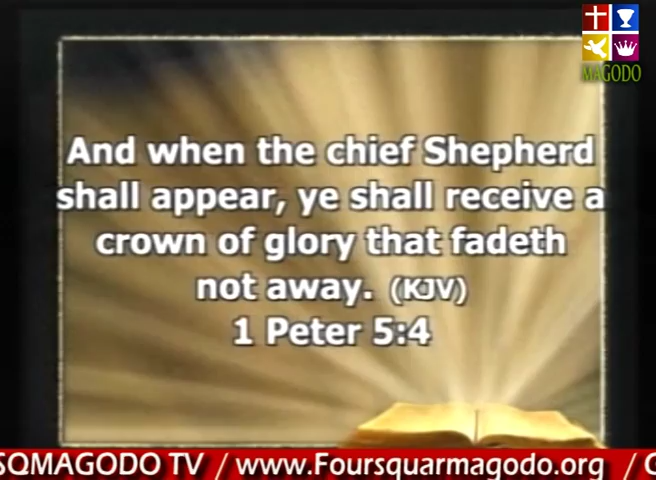 MAGODO
And when the chief Shepherd
shall appear, ye shall receive a
crown of glory that fadeth
not away. (KJV)
1 Peter 5:4
SQMAGODO TV / www.Foursquarmagodo.org / C